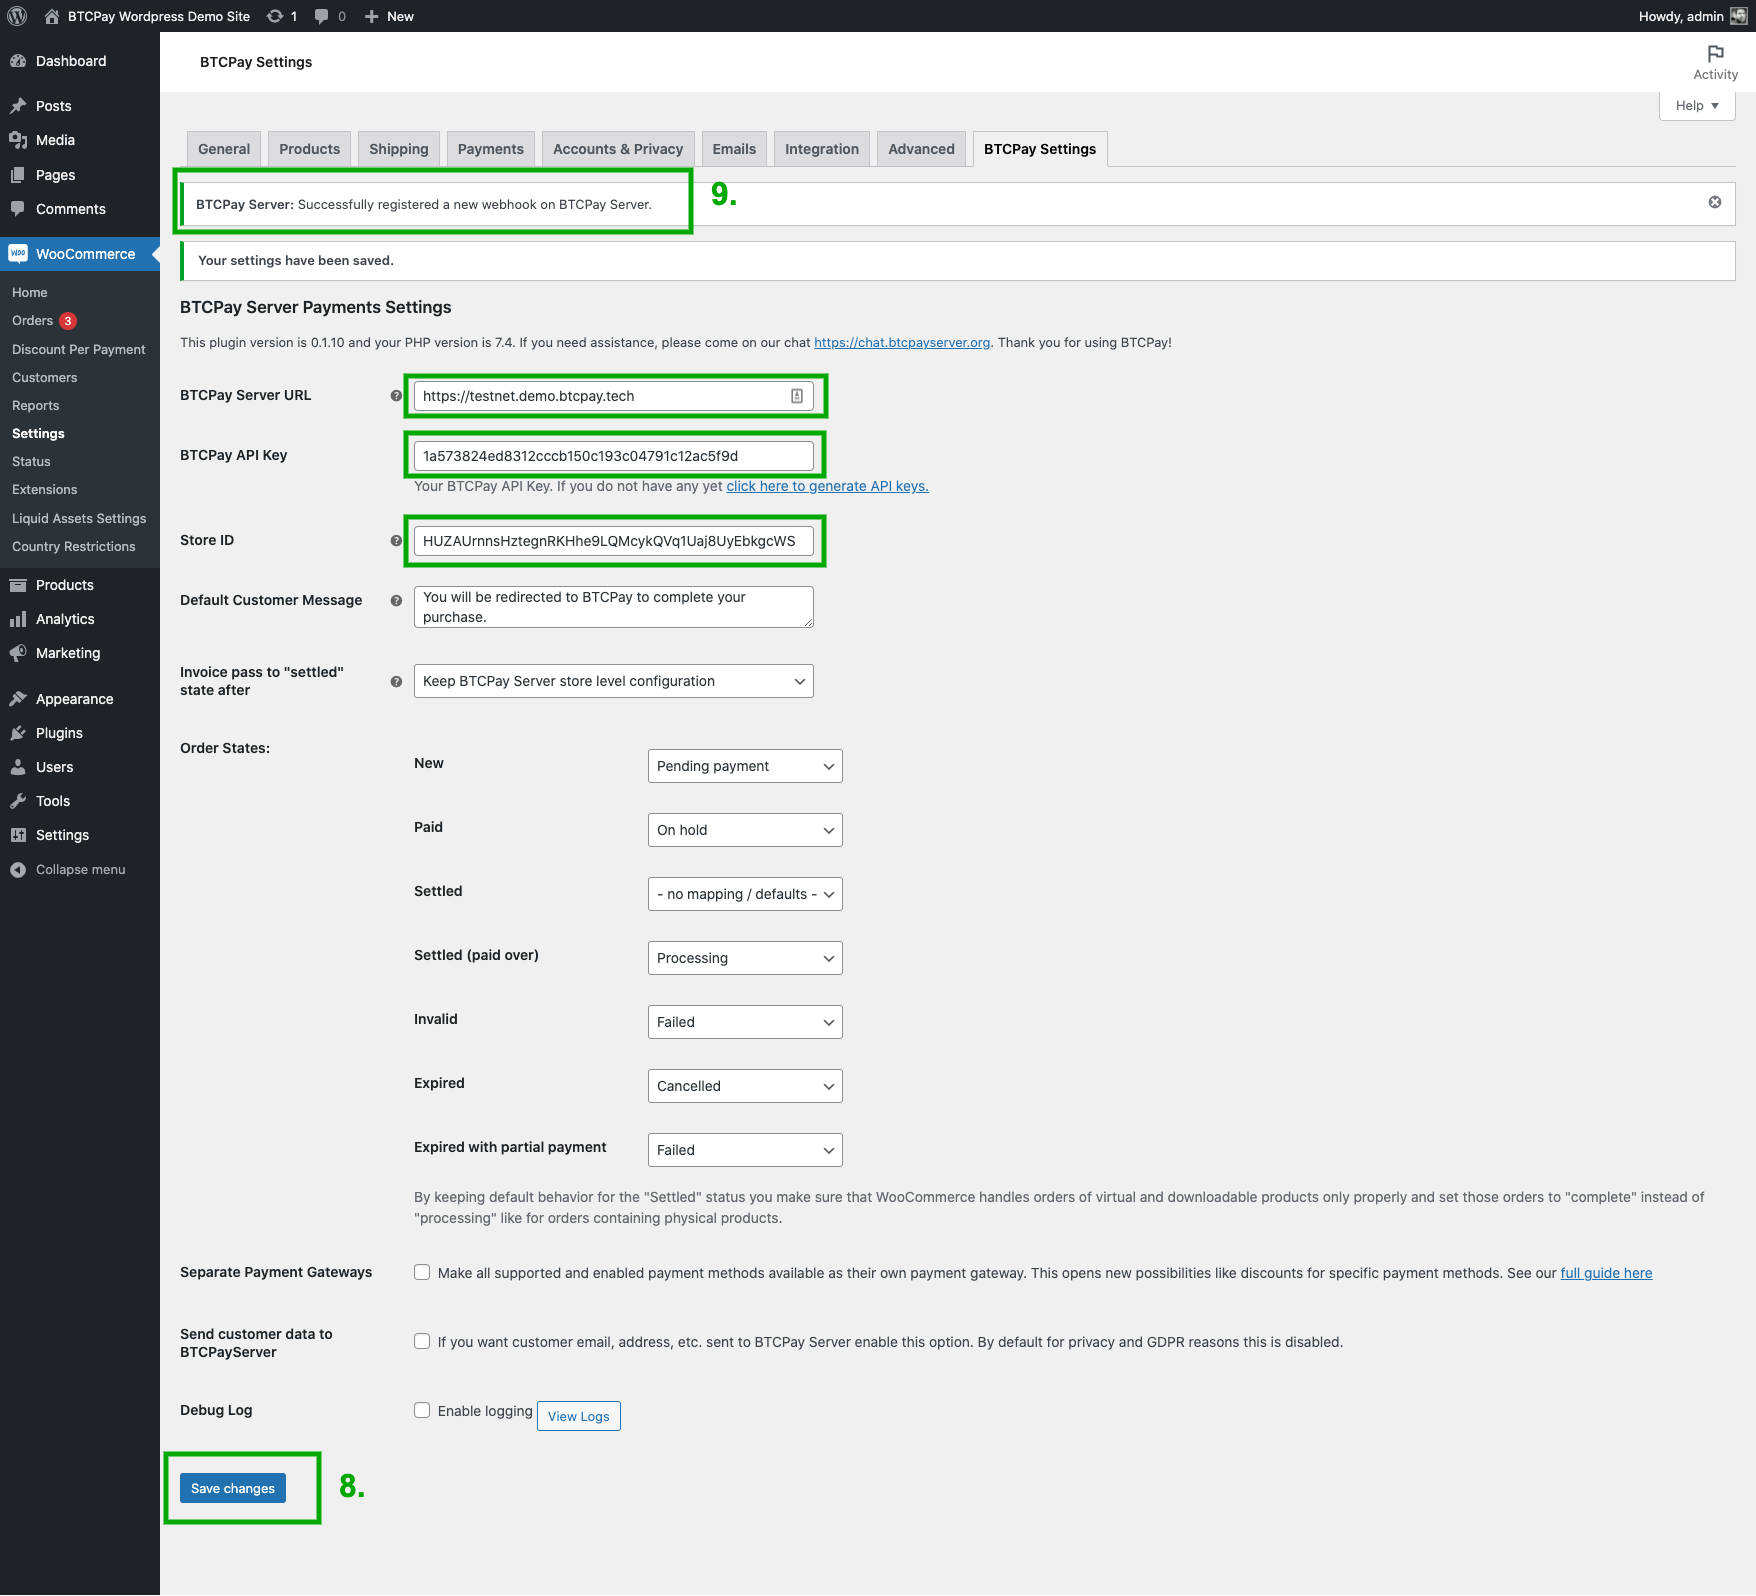 BTCPay Wordpress Demo Site 1 0 New Howdy, admin
Dashboard
Posts
Media
Pages
Comments
WooCommerce
Home
Orders 3
Discount Per Payment
Customers
Reports
Settings
Status
Extensions
Liquid Assets Settings
Country Restrictions
Products
Analytics
Marketing
Appearance
Plugins
Users
Tools
Settings
Collapse menu
BTCPay Settings
Activity
Help
General Products Shipping Payments Accounts & Privacy Emails Integration Advanced BTCPay Settings
BTCPay Server: Successfully registered a new webhook on BTCPay Server.
9.
Your settings have been saved.
BTCPay Server Payments Settings
This plugin version is 0.1.10 and your PHP version is 7.4. If you need assistance, please come on our chat https://chat.btcpayserver.org. Thank you for using BTCPay!
BTCPay Server URL ? https://testnet.demo.btcpay.tech
BTCPay API Key 1a573824ed8312cccb150c193c04791c12ac5f9d
Your BTCPay API Key. If you do not have any yet click here to generate API keys.
Store ID ? HUZAUrnnsHztegnRKHhe9LQMcykQVq1Uaj8UyEbkgcWS
Default Customer Message ? You will be redirected to BTCPay to complete your
purchase.
Invoice pass to "settled"
state after ? Keep BTCPay Server store level configuration
Order States:
New Pending payment
Paid On hold
Settled - no mapping / defaults -
Settled (paid over) Processing
Invalid Failed
Expired Cancelled
Expired with partial payment Failed
By keeping default behavior for the "Settled" status you make sure that WooCommerce handles orders of virtual and downloadable products only properly and set those orders to "complete" instead of
"processing" like for orders containing physical products.
Separate Payment Gateways Make all supported and enabled payment methods available as their own payment gateway. This opens new possibilities like discounts for specific payment methods. See our full guide here
Send customer data to
BTCPayServer If you want customer email, address, etc. sent to BTCPay Server enable this option. By default for privacy and GDPR reasons this is disabled.
Debug Log Enable logging View Logs
Save changes
8.